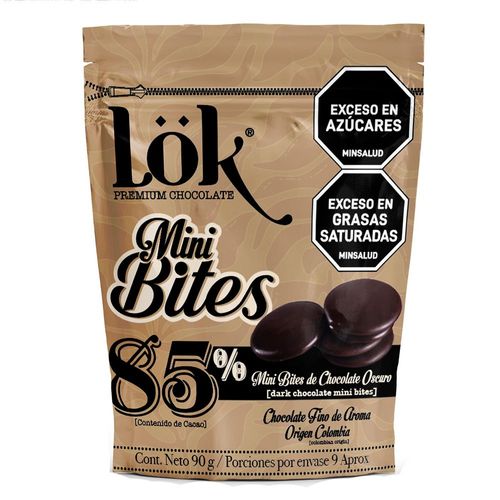 Lök®
PREMIUM CHOCOLATE
EXCESO EN
AZÚCARES
MINSALUD
EXCESO EN
GRASAS
SATURADAS
MINSALUD
Mini
Bites
85%
[Contenido de Cacao]
Mini Bites de Chocolate Oscuro
[dark chocolate mini bites]
Chocolate Fino de Aroma
Origen Colombia
[colombian origin]
Cont. Neto 90 g / Porciones por envase 9 Aprox